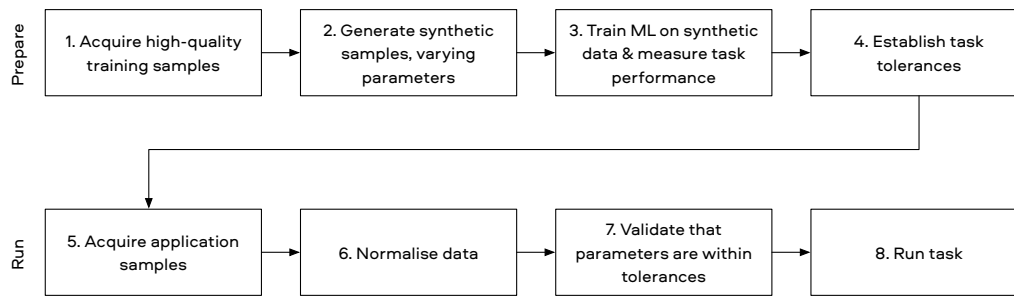 Prepare
1. Acquire high-quality
training samples
2. Generate synthetic
samples, varying
parameters
3. Train ML on synthetic
data & measure task
performance
4. Establish task
tolerances
Run
5. Acquire application
samples
6. Normalise data
7. Validate that
parameters are within
tolerances
8. Run task